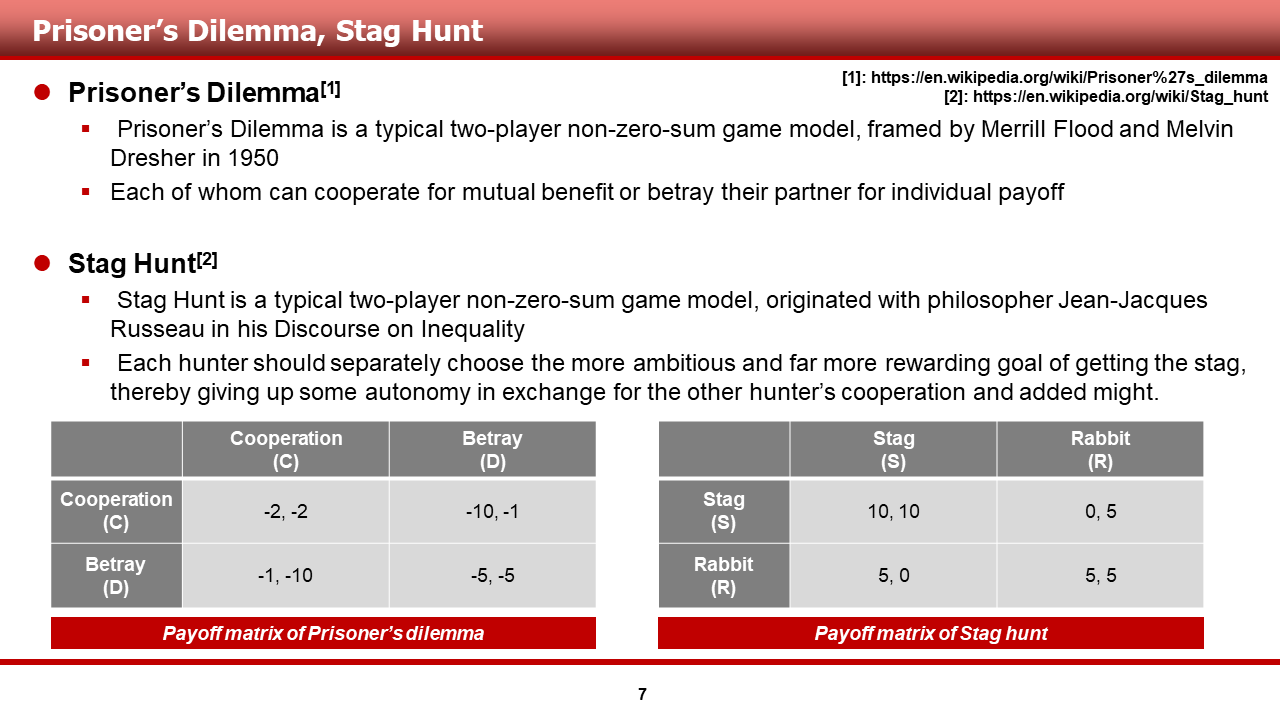 Prisoner’s Dilemma, Stag Hunt
[1]: https://en.wikipedia.org/wiki/Prisoner%27s_dilemma
[2]: https://en.wikipedia.org/wiki/Stag_hunt
Prisoner’s Dilemma[1]
Prisoner’s Dilemma is a typical two-player non-zero-sum game model, framed by Merrill Flood and Melvin
Dresher in 1950
Each of whom can cooperate for mutual benefit or betray their partner for individual payoff
Stag Hunt[2]
Stag Hunt is a typical two-player non-zero-sum game model, originated with philosopher Jean-Jacques
Russeau in his Discourse on Inequality
Each hunter should separately choose the more ambitious and far more rewarding goal of getting the stag,
thereby giving up some autonomy in exchange for the other hunter’s cooperation and added might.
Cooperation Betray
(C) (D)
Cooperation
(C) -2, -2 -10, -1
Betray
(D) -1, -10 -5, -5
Payoff matrix of Prisoner’s dilemma
Stag Rabbit
(S) (R)
Stag
(S) 10, 10 0, 5
Rabbit
(R) 5, 0 5, 5
Payoff matrix of Stag hunt
7